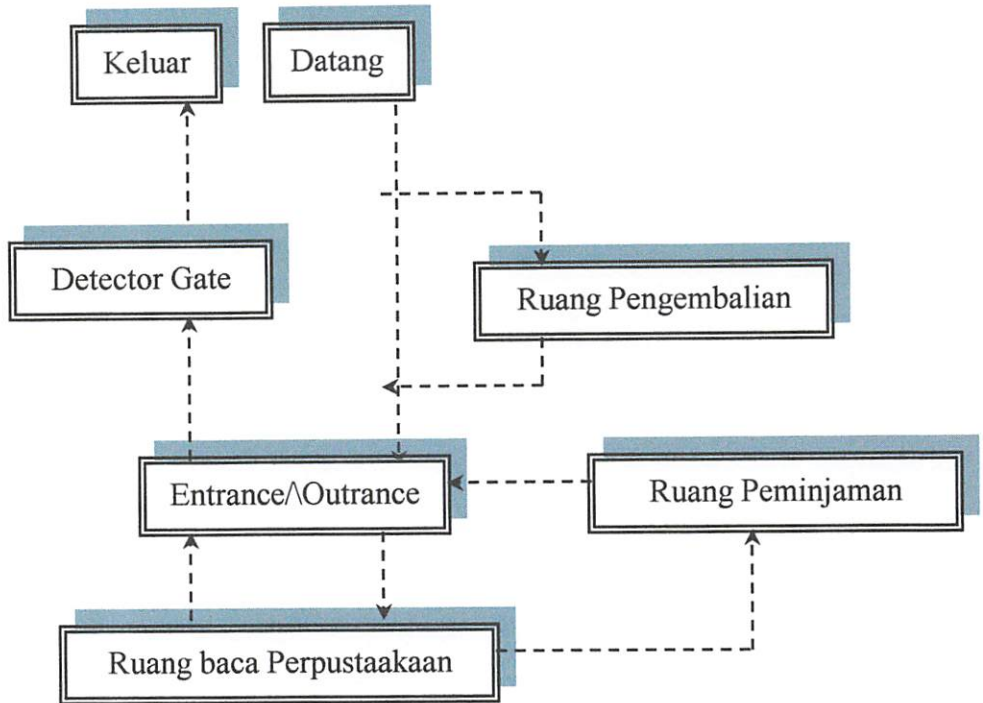 Keluar
Datang
Detector Gate
Ruang Pengembalian
Entrance/\Outrance
Ruang Peminjaman
Ruang baca Perpustaakaan